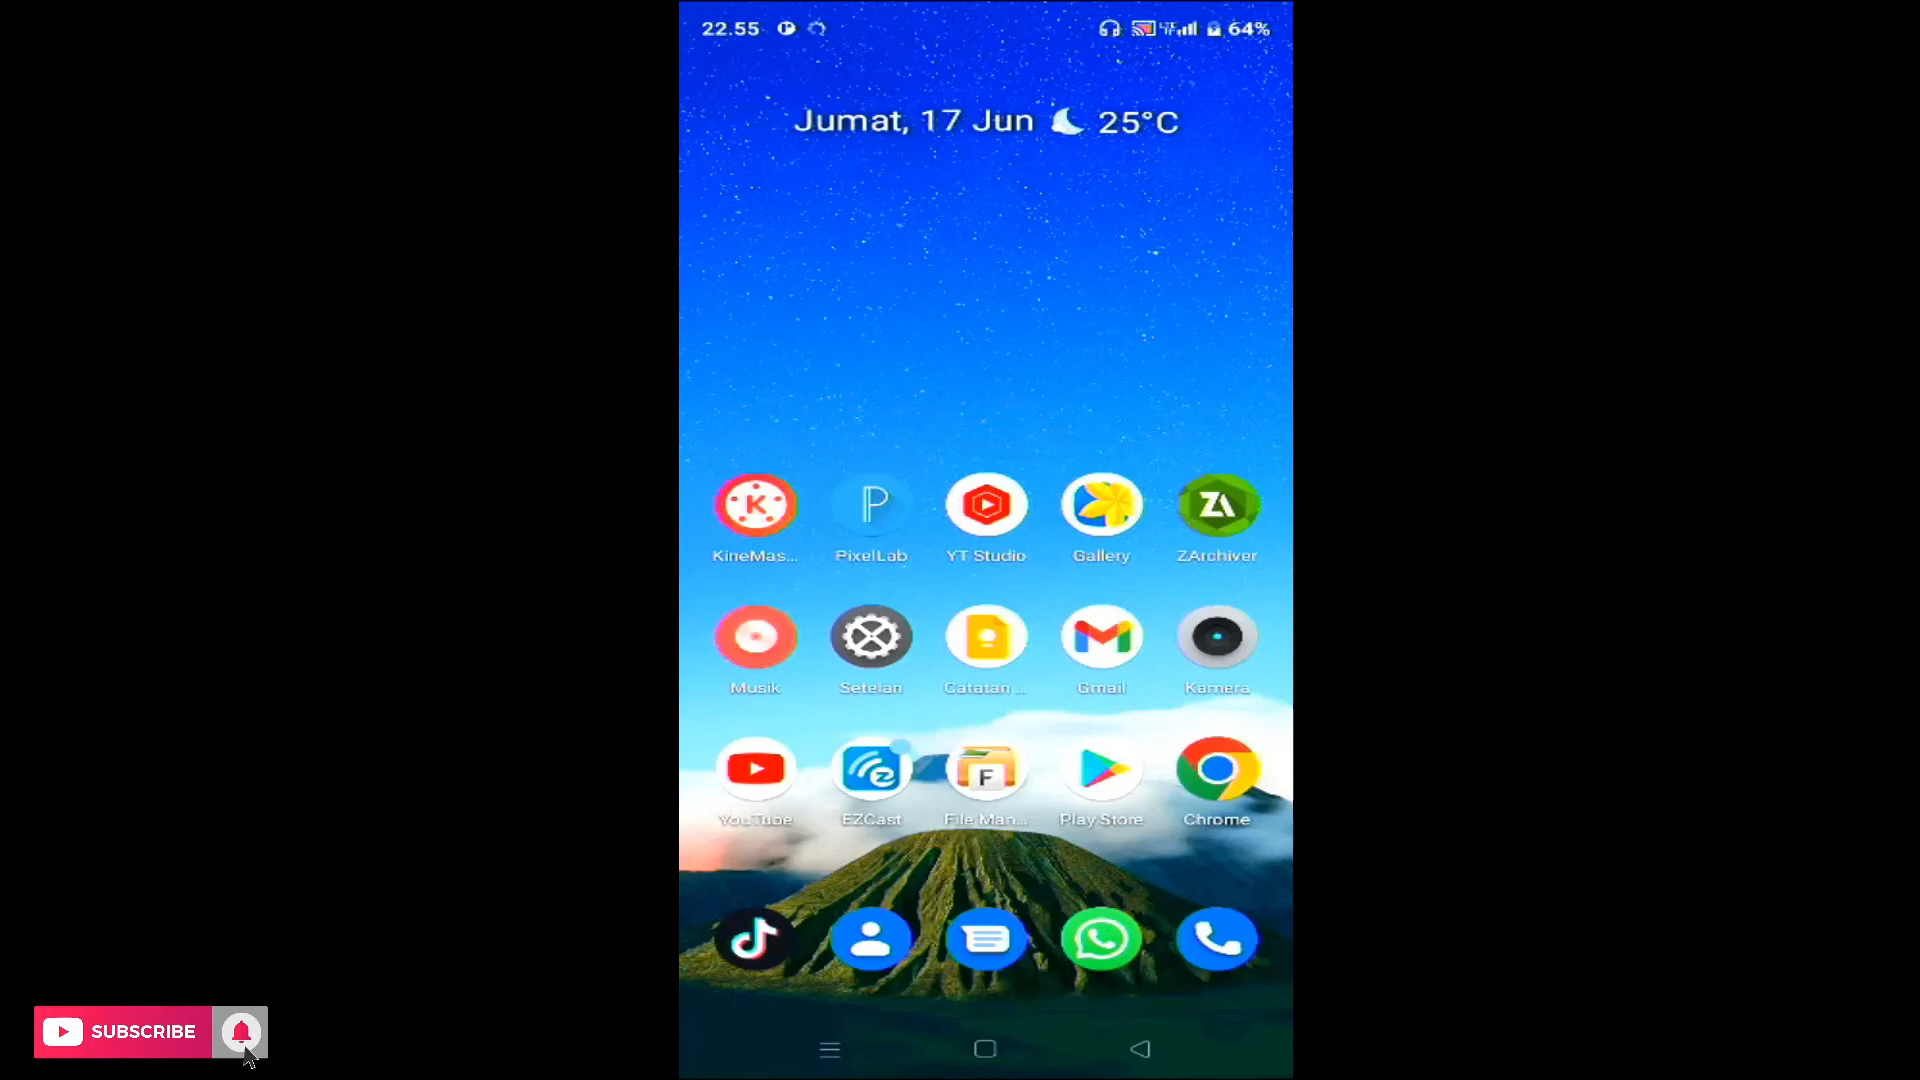 22.55 64%
Jumat, 17 Jun 25°C
KineMas... PixelLab YT Studio Gallery ZArchiver
Musik Setelan Catatan ... Gmail Kamera
YouTube EZCast File Man... Play Store Chrome
SUBSCRIBE